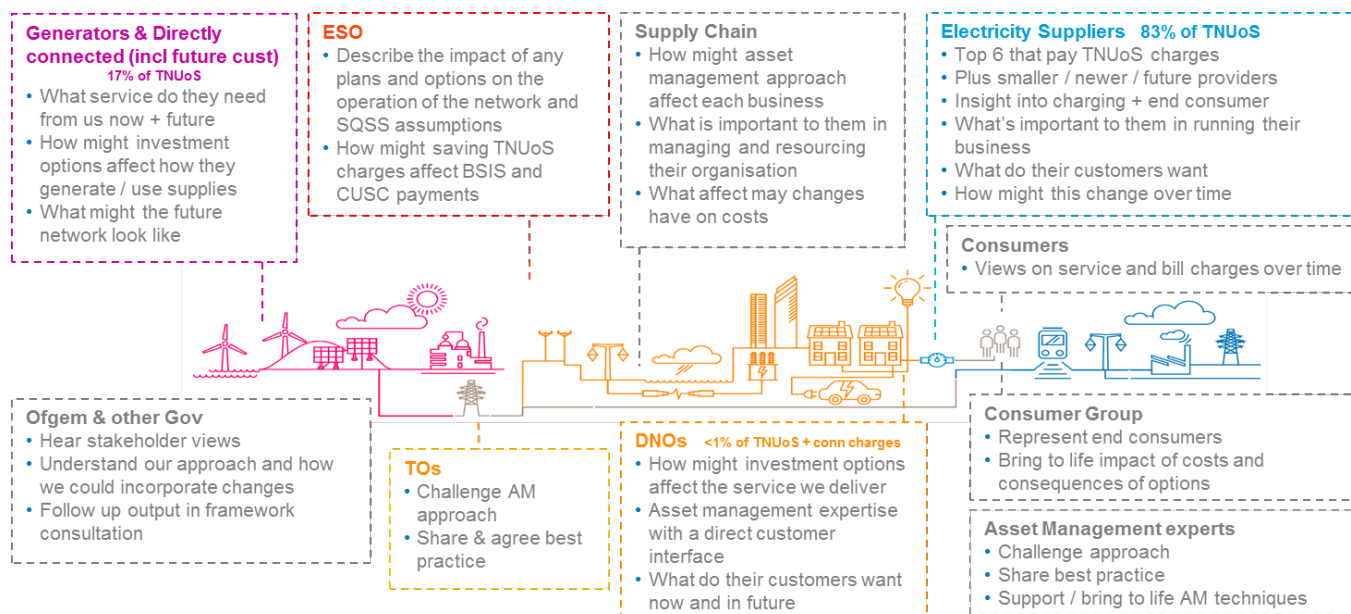 Generators & Directly
connected (incl future cust)
17% of TNUoS
• What service do they need
from us now + future
• How might investment
options affect how they
generate / use supplies
• What might the future
network look like
ESO
• Describe the impact of any
plans and options on the
operation of the network and
SQSS assumptions
• How might saving TNUoS
charges affect BSIS and
CUSC payments
Supply Chain
• How might asset
management approach
affect each business
• What is important to them in
managing and resourcing
their organisation
• What affect may changes
have on costs
Electricity Suppliers 83% of TNUoS
• Top 6 that pay TNUoS charges
• Plus smaller / newer / future providers
• Insight into charging + end consumer
• What's important to them in running their
business
• What do their customers want
• How might this change over time
Consumers
• Views on service and bill charges over time
Ofgem & other Gov
• Hear stakeholder views
• Understand our approach and how
we could incorporate changes
• Follow up output in framework
consultation
TOs
• Challenge AM
approach
• Share & agree best
practice
DNOs <1% of TNUoS + conn charges
• How might investment options
affect the service we deliver
• Asset management expertise
with a direct customer
interface
• What do their customers want
now and in future
Consumer Group
• Represent end consumers
• Bring to life impact of costs and
consequences of options
Asset Management experts
• Challenge approach
• Share best practice
• Support / bring to life AM techniques